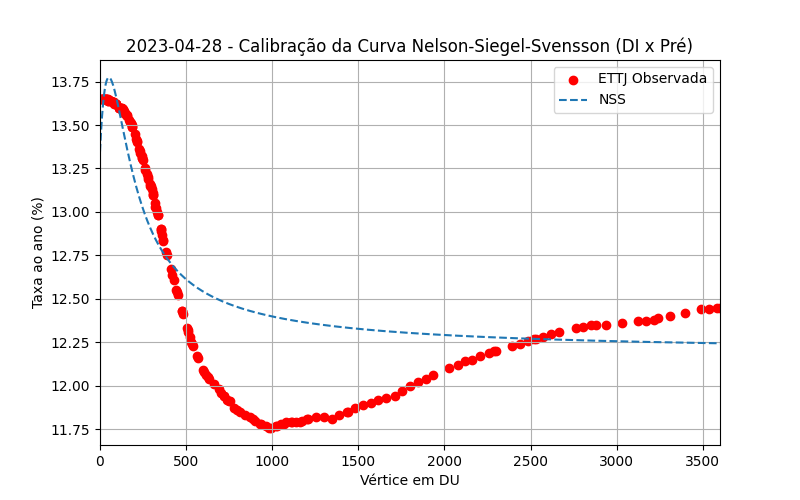 2023-04-28 - Calibração da Curva Nelson-Siegel-Svensson (DI x Pré)
ETTJ Observada
NSS
Taxa ao ano (%)
13.75
13.50
13.25
13.00
12.75
12.50
12.25
12.00
11.75
0 500 1000 1500 2000 2500 3000 3500
Vértice em DU